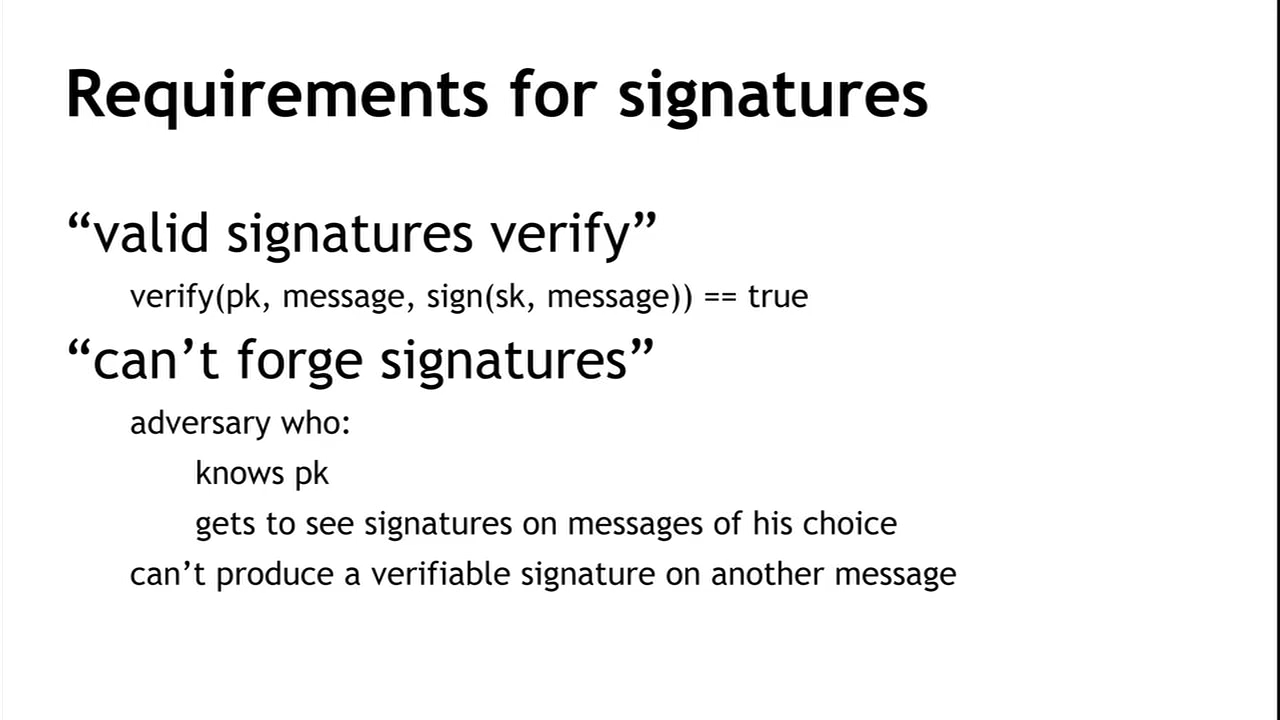 Requirements for signatures
“valid signatures verify”
verify(pk, message, sign(sk, message)) == true
“can’t forge signatures”
adversary who:
knows pk
gets to see signatures on messages of his choice
can’t produce a verifiable signature on another message